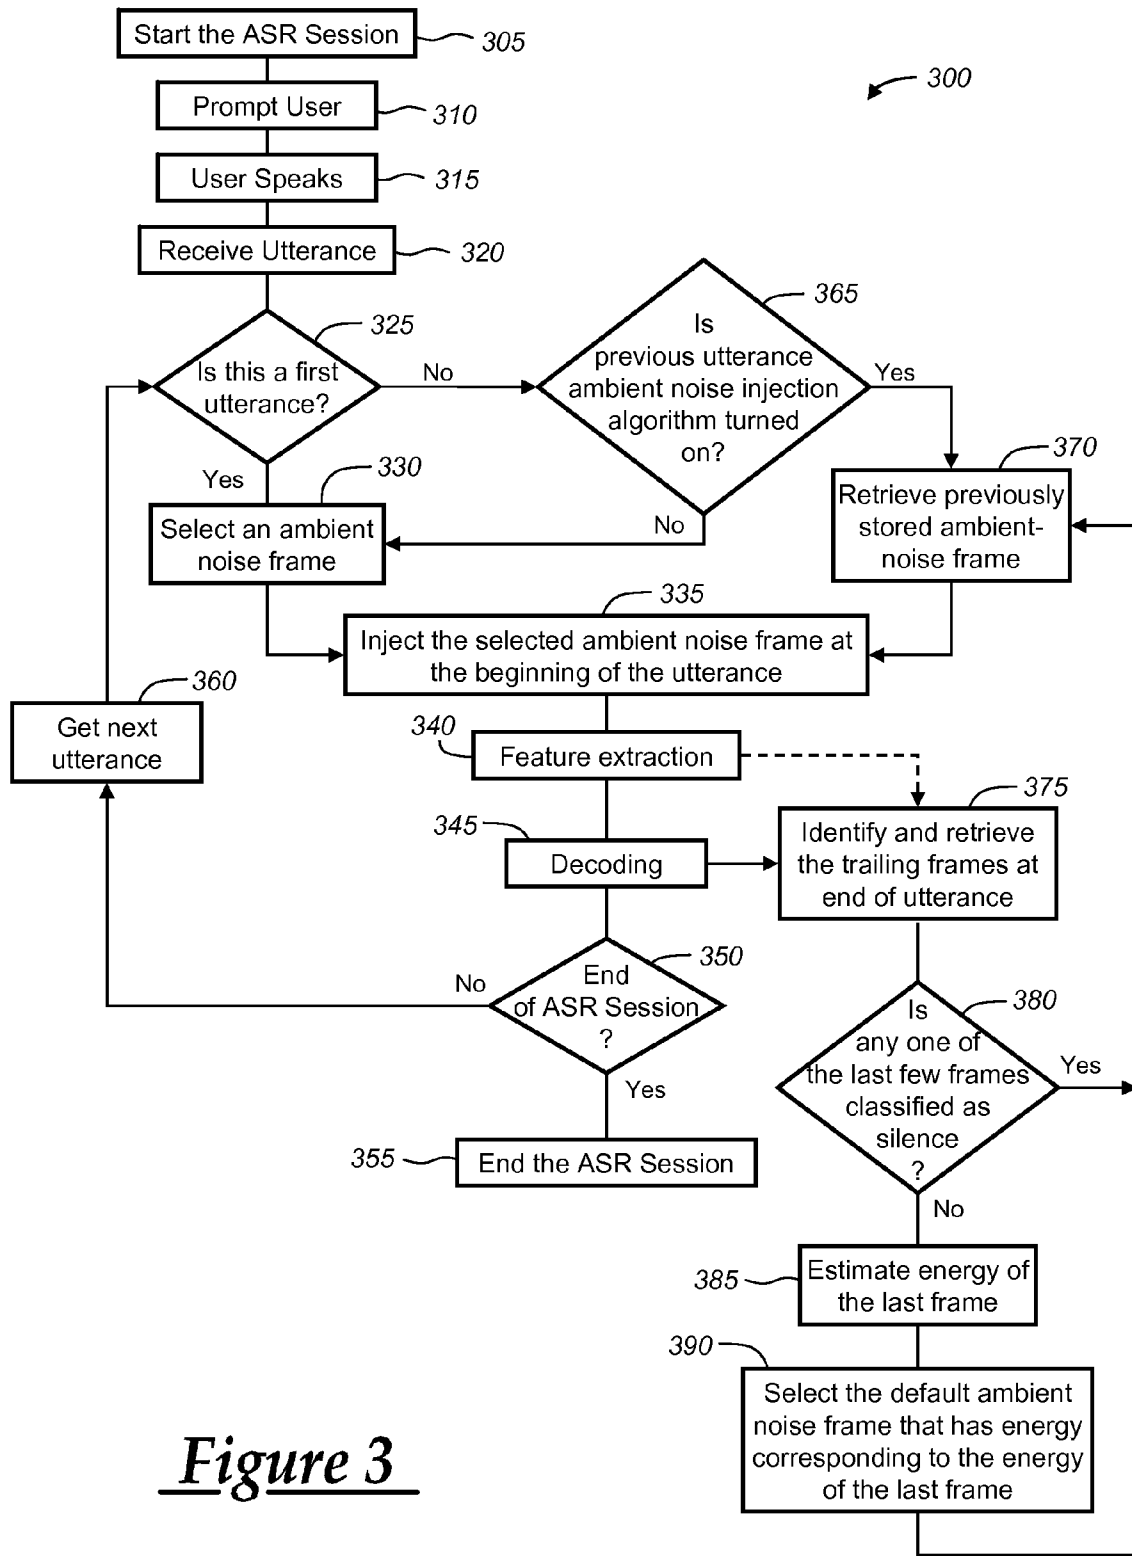 Start the ASR Session
305
300
Prompt User
310
User Speaks
315
Receive Utterance
320
325
Is this a first
utterance?
No
Yes
365
Is
previous utterance
ambient noise injection
algorithm turned
on?
Yes
No
330
Select an ambient
noise frame
370
Retrieve previously
stored ambient-
noise frame
335
Inject the selected ambient noise frame at
the beginning of the utterance
360
Get next
utterance
340
Feature extraction
345
Decoding
375
Identify and retrieve
the trailing frames at
end of utterance
350
End
of ASR Session
?
No
Yes
355
End the ASR Session
380
Is
any one of
the last few frames
classified as
silence
?
Yes
No
385
Estimate energy of
the last frame
390
Select the default ambient
noise frame that has energy
corresponding to the energy
of the last frame
Figure 3